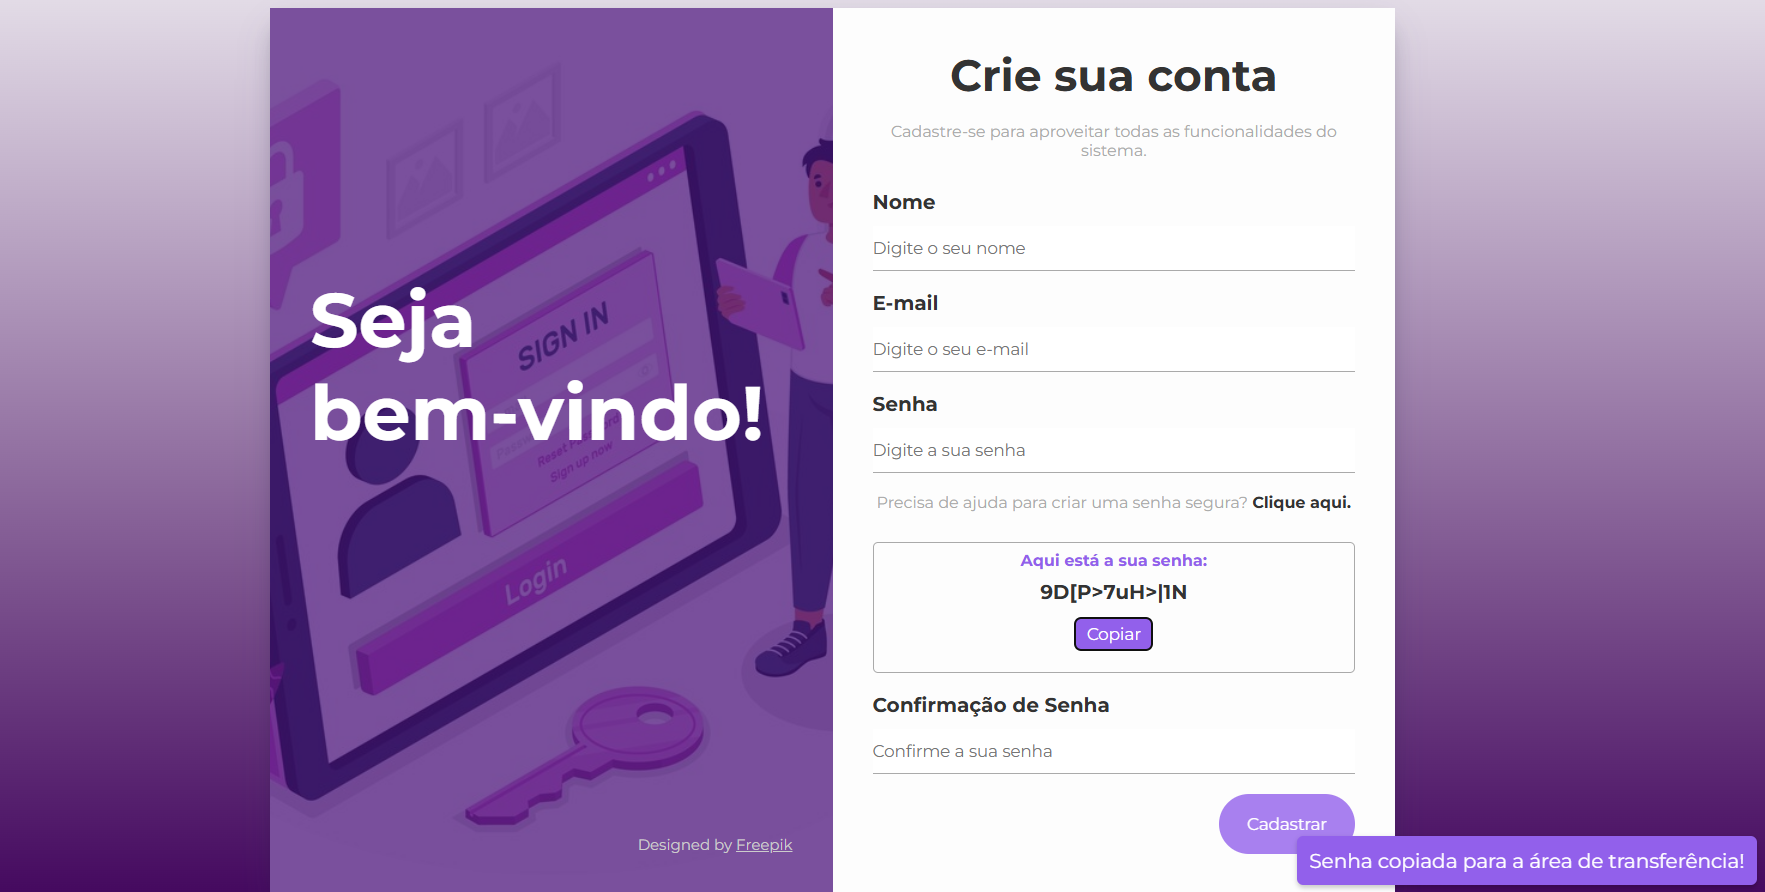 Seja
bem-vindo!
SIGN IN
Reset Password
Sign up now
Login
Designed by Freepik
Crie sua conta
Cadastre-se para aproveitar todas as funcionalidades do
sistema.
Nome
Digite o seu nome
E-mail
Digite o seu e-mail
Senha
Digite a sua senha
Precisa de ajuda para criar uma senha segura? Clique aqui.
Aqui está a sua senha:
9D[P>7uH>|1N
Copiar
Confirmação de Senha
Confirme a sua senha
Cadastrar
Senha copiada para a área de transferência!